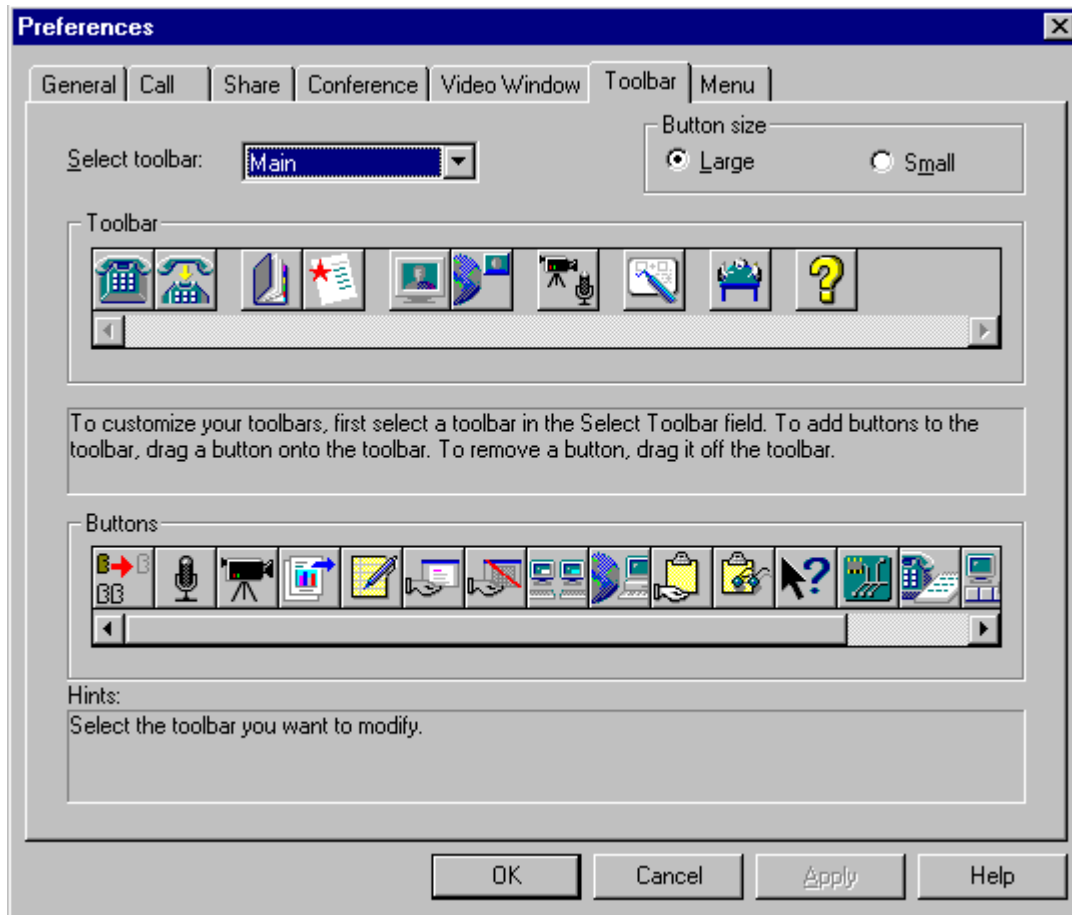 Preferences
General Call Share Conference Video Window Toolbar Menu
Button size
Select toolbar: Main Large Small
Toolbar
To customize your toolbars, first select a toolbar in the Select Toolbar field. To add buttons to the
toolbar, drag a button onto the toolbar. To remove a button, drag it off the toolbar.
Buttons
Hints:
Select the toolbar you want to modify.
OK Cancel Apply Help